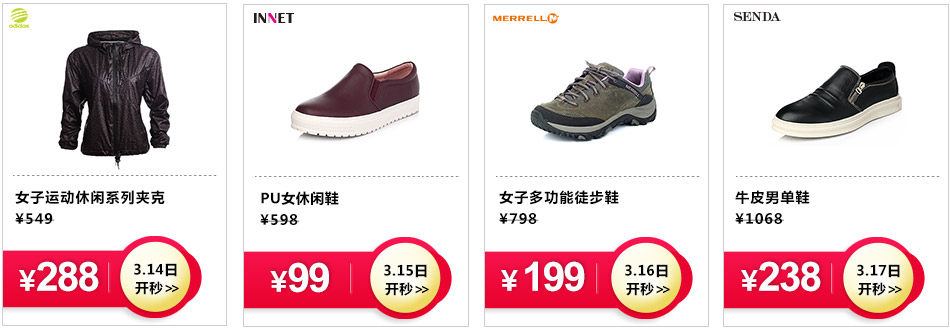 adidas
女子运动休闲系列夹克
¥549
¥288
3.14日
开秒>>
INNET
PU女休闲鞋
¥598
¥99
3.15日
开秒>>
MERRELL
女子多功能徒步鞋
¥798
¥199
3.16日
开秒>>
SENDA
牛皮男单鞋
¥1068
¥238
3.17日
开秒>>